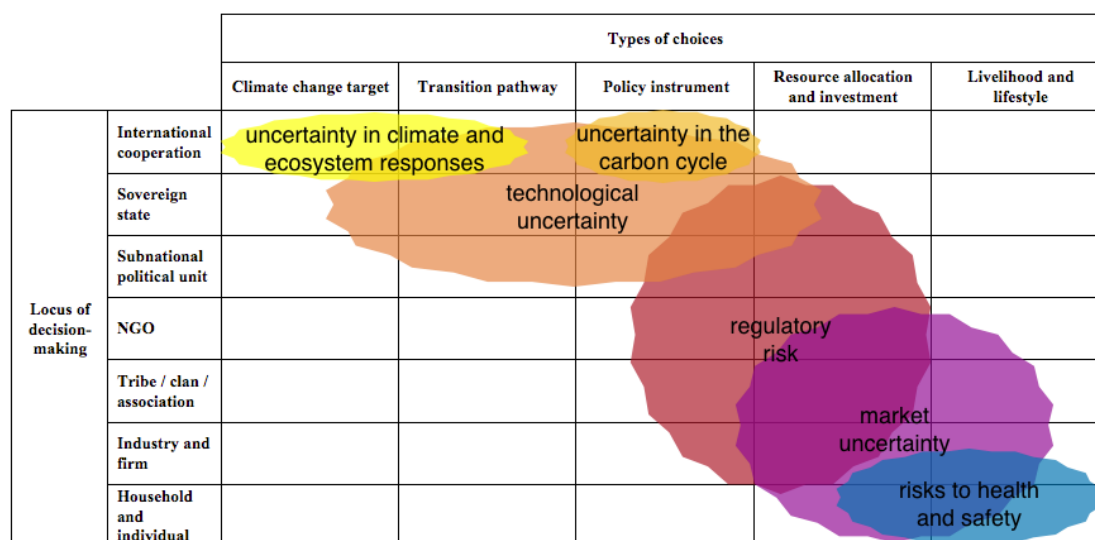 Types of choices
Climate change target
Transition pathway
Policy instrument
Resource allocation
and investment
Livelihood and
lifestyle
Locus of
decision-
making
International
cooperation
uncertainty in climate and
ecosystem responses
uncertainty in the
carbon cycle
Sovereign
state
technological
uncertainty
Subnational
political unit
NGO
regulatory
risk
Tribe / clan /
association
Industry and
firm
market
uncertainty
Household
and
individual
risks to health
and safety